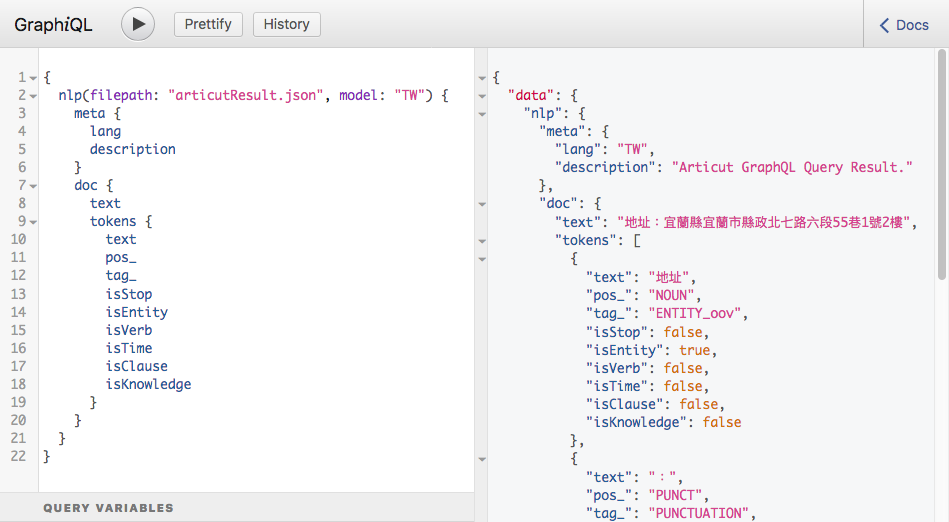 GraphiQL
Prettify
History
Docs
1 {
2   nlp(filepath: "articutResult.json", model: "TW") {
3     meta {
4       lang
5       description
6     }
7     doc {
8       text
9       tokens {
10         text
11         pos_
12         tag_
13         isStop
14         isEntity
15         isVerb
16         isTime
17         isClause
18         isKnowledge
19       }
20     }
21   }
22 }
QUERY VARIABLES
{
  "data": {
    "nlp": {
      "meta": {
        "lang": "TW",
        "description": "Articut GraphQL Query Result."
      },
      "doc": {
        "text": "地址：宜蘭縣宜蘭市縣政北七路六段55巷1號2樓",
        "tokens": [
          {
            "text": "地址",
            "pos_": "NOUN",
            "tag_": "ENTITY_oov",
            "isStop": false,
            "isEntity": true,
            "isVerb": false,
            "isTime": false,
            "isClause": false,
            "isKnowledge": false
          },
          {
            "text": "：",
            "pos_": "PUNCT",
            "tag_": "PUNCTUATION",